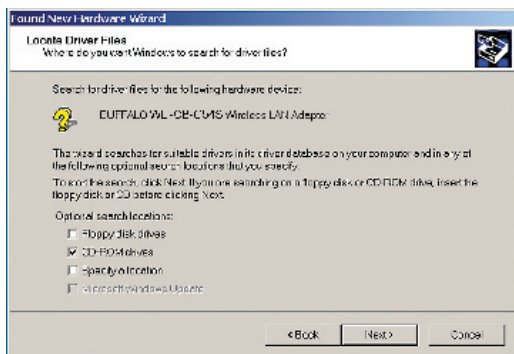 Found New Hardware Wizard
Locate Driver Files
Where do you want Windows to search for driver files?
Search for driver files for the following hardware device:
BUFFALO Wireless LAN Adapter
The wizard searches for suitable drivers in its driver database on your computer and in any of
the following optional search locations that you specify.
To start the search, click Next. If you are searching on a floppy disk or CD-ROM drive, insert the
floppy disk or CD before clicking Next.
Optional search locations:
Floppy disk drives
CD-ROM drives
Specify a location
Microsoft Windows Update
< Back
Next >
Cancel